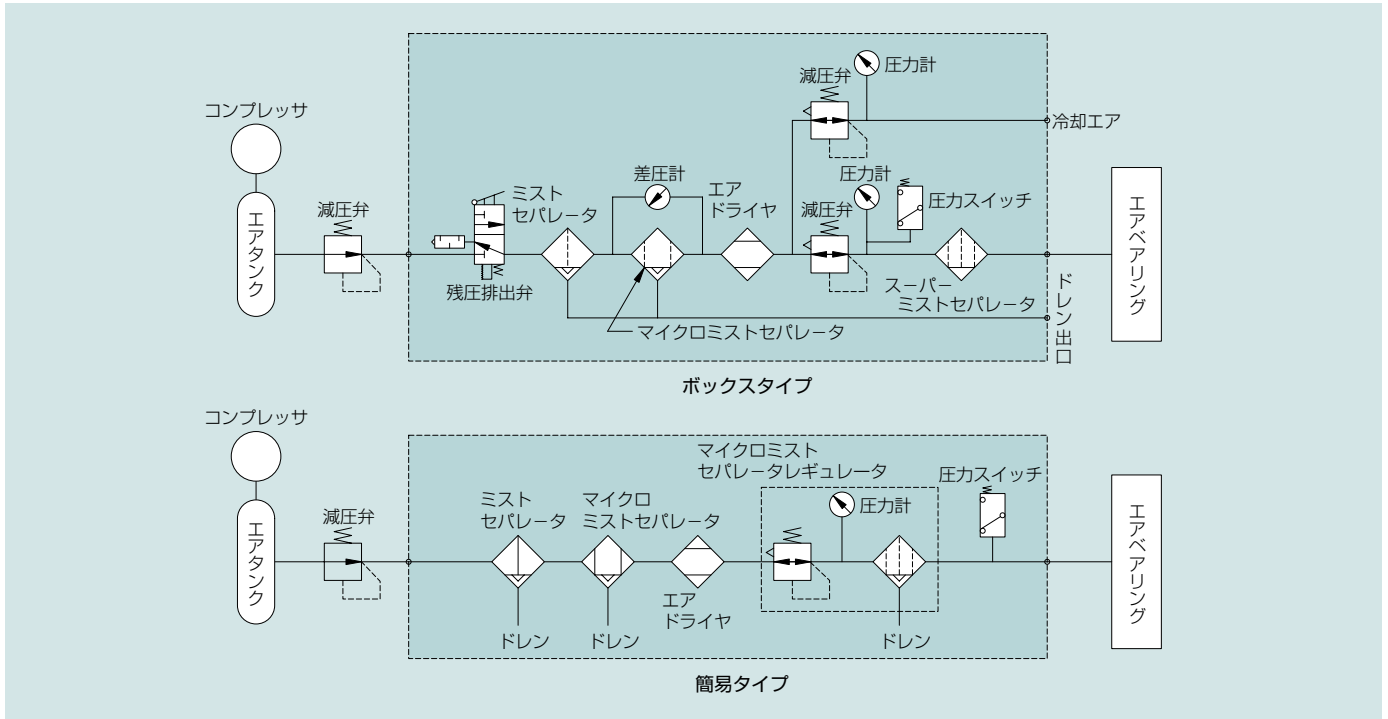 コンプレッサ
エアタンク
減圧弁
残圧排出弁
ミスト
セパレータ
差圧計
マイクロミストセパレータ
エア
ドライヤ
減圧弁
圧力計
冷却エア
減圧弁
圧力計
圧力スイッチ
スーパー
ミストセパレータ
ドレン出口
エアベアリング
ボックスタイプ
コンプレッサ
エアタンク
減圧弁
ミスト
セパレータ
ドレン
マイクロ
ミストセパレータ
ドレン
エア
ドライヤ
マイクロミスト
セパレータレギュレータ
圧力計
ドレン
圧力スイッチ
エアベアリング
簡易タイプ